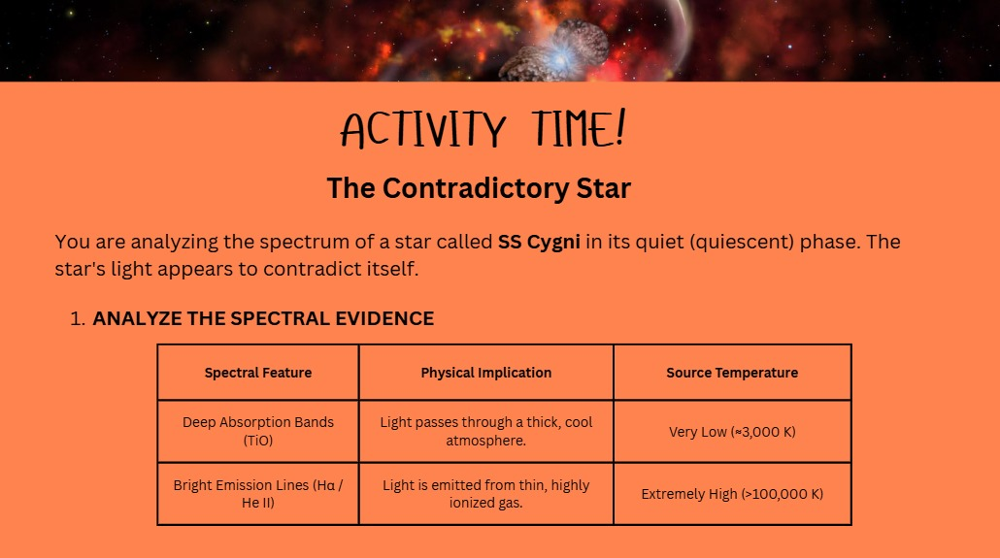 ACTIVITY TIME!
The Contradictory Star
You are analyzing the spectrum of a star called SS Cygni in its quiet (quiescent) phase. The
star's light appears to contradict itself.
1. ANALYZE THE SPECTRAL EVIDENCE
Spectral Feature
Physical Implication
Source Temperature
Deep Absorption Bands
(TiO)
Light passes through a thick, cool
atmosphere.
Very Low (≈3,000 K)
Bright Emission Lines (Hα /
He II)
Light is emitted from thin, highly
ionized gas.
Extremely High (>100,000 K)